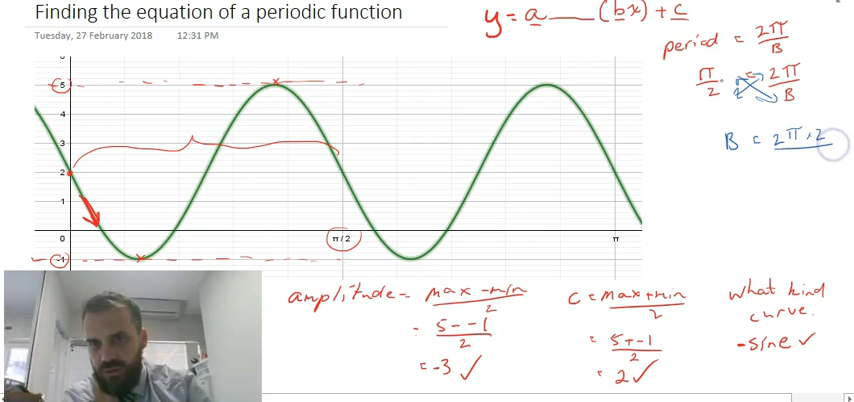 Finding the equation of a periodic function
Tuesday, 27 February 2018 12:31 PM
y = a ___ (bx) + c
period = 2π/B
π/2 = 2π/B
B = 2π·2
5
4
3
2
0
-1
π / 2
π
amplitude = max - min / 2
= 5 - -1 / 2
= -3 ✓
c = max + min / 2
= 5 + -1 / 2
= 2 ✓
what kind
curve.
-sine ✓